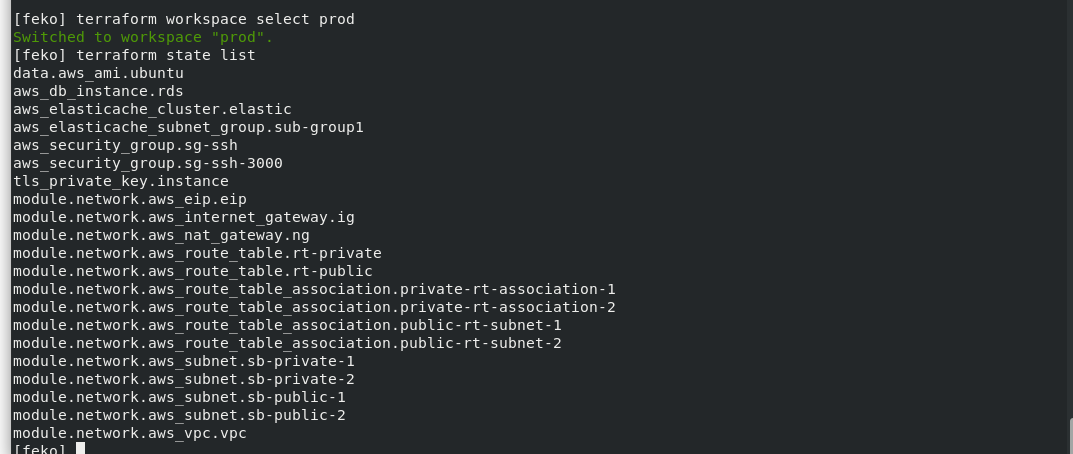 [feko] terraform workspace select prod
Switched to workspace "prod".
[feko] terraform state list
data.aws_ami.ubuntu
aws_db_instance.rds
aws_elasticache_cluster.elastic
aws_elasticache_subnet_group.sub-group1
aws_security_group.sg-ssh
aws_security_group.sg-ssh-3000
tls_private_key.instance
module.network.aws_eip.eip
module.network.aws_internet_gateway.ig
module.network.aws_nat_gateway.ng
module.network.aws_route_table.rt-private
module.network.aws_route_table.rt-public
module.network.aws_route_table_association.private-rt-association-1
module.network.aws_route_table_association.private-rt-association-2
module.network.aws_route_table_association.public-rt-subnet-1
module.network.aws_route_table_association.public-rt-subnet-2
module.network.aws_subnet.sb-private-1
module.network.aws_subnet.sb-private-2
module.network.aws_subnet.sb-public-1
module.network.aws_subnet.sb-public-2
module.network.aws_vpc.vpc
[feko]